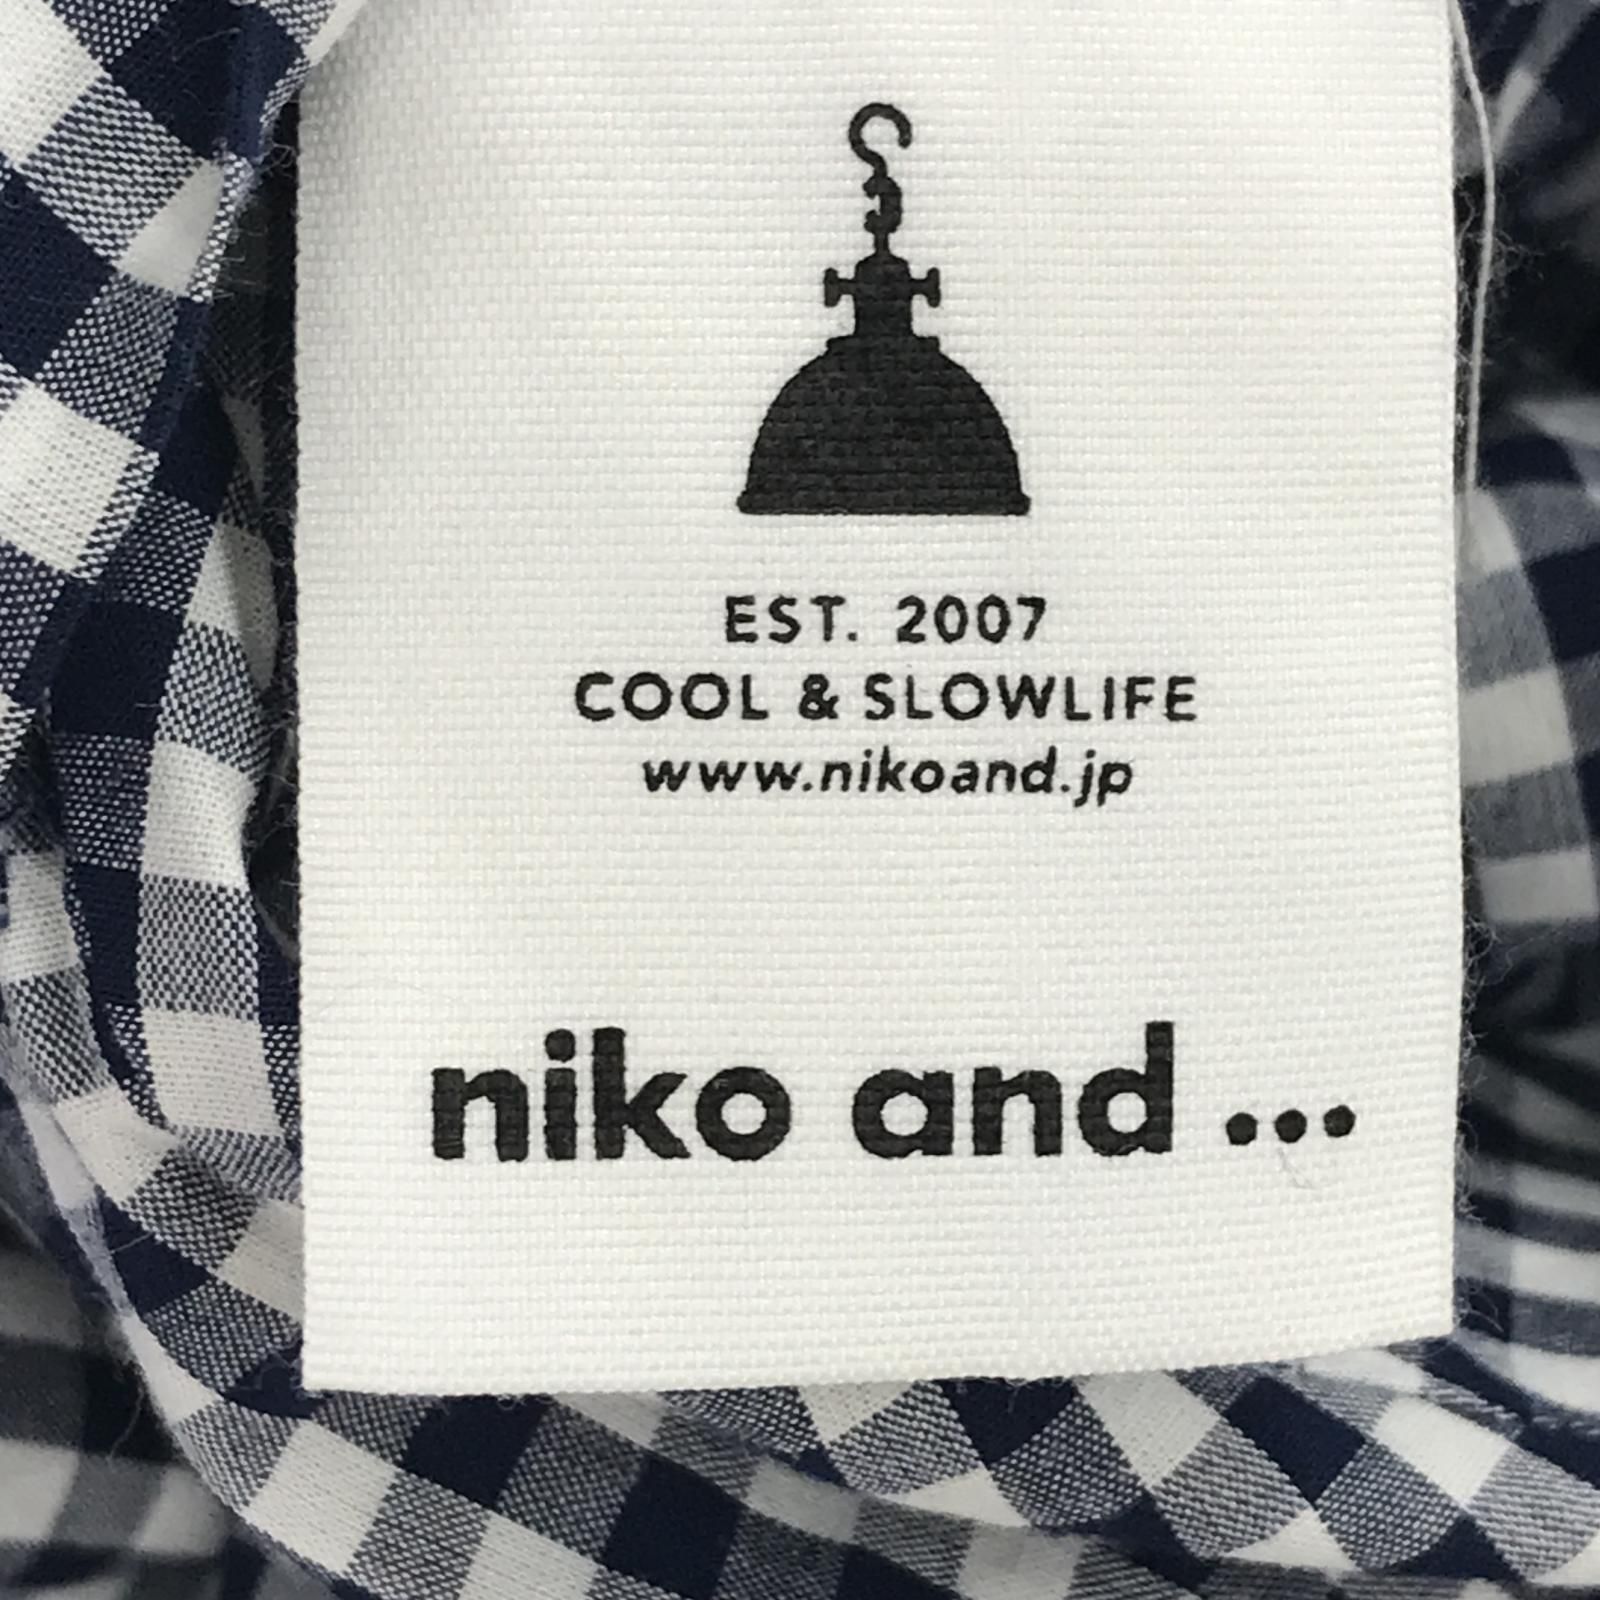 EST. 2007
COOL & SLOWLIFE
www.nikoand.jp
niko and ...